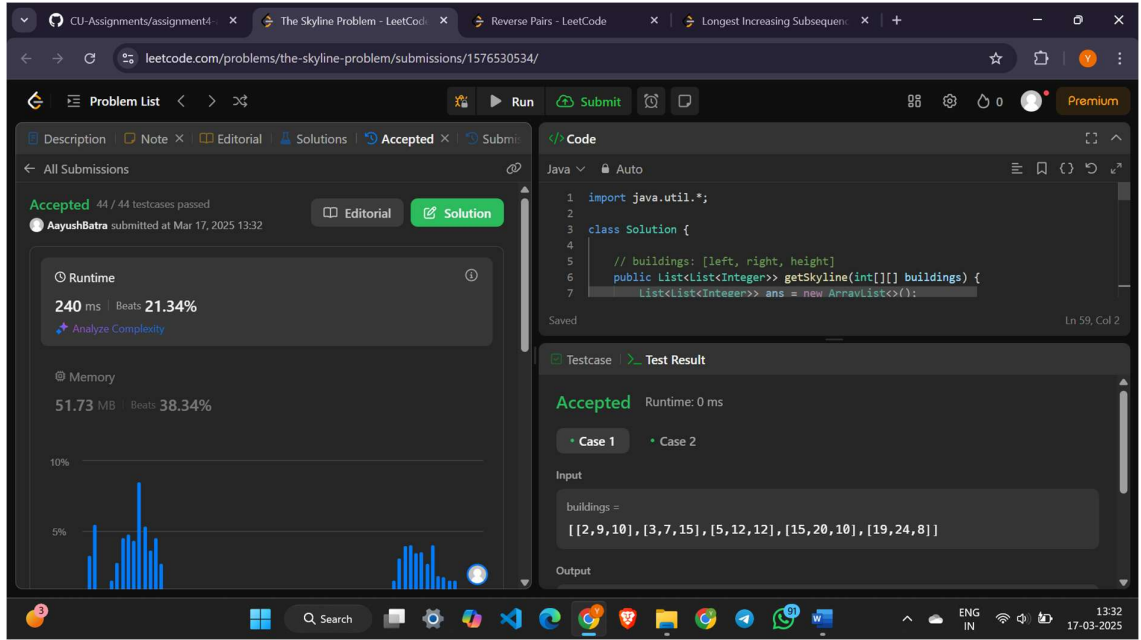 CU-Assignments/assignment4-
The Skyline Problem - LeetCode
Reverse Pairs - LeetCode
Longest Increasing Subsequenc
leetcode.com/problems/the-skyline-problem/submissions/1576530534/
Y
Problem List
Run
Submit
0
Premium
Description
Note
Editorial
Solutions
Accepted
Submis
</>Code
All Submissions
Java
Auto
Accepted 44 / 44 testcases passed
Editorial
Solution
AayushBatra submitted at Mar 17, 2025 13:32
Runtime
240 ms Beats 21.34%
Analyze Complexity
Memory
51.73 MB Beats 38.34%
10%
5%
1 import java.util.*;
2
3 class Solution {
4
5 // buildings: [left, right, height]
6 public List<List<Integer>> getSkyline(int[][] buildings) {
7 List<List<Integer>> ans = new ArrayList<>();
Saved
Ln 59, Col 2
Testcase
Test Result
Accepted Runtime: 0 ms
Case 1
Case 2
Input
buildings =
[[2,9,10],[3,7,15],[5,12,12],[15,20,10],[19,24,8]]
Output
3
Search
Y
91
ENG
IN
13:32
17-03-2025